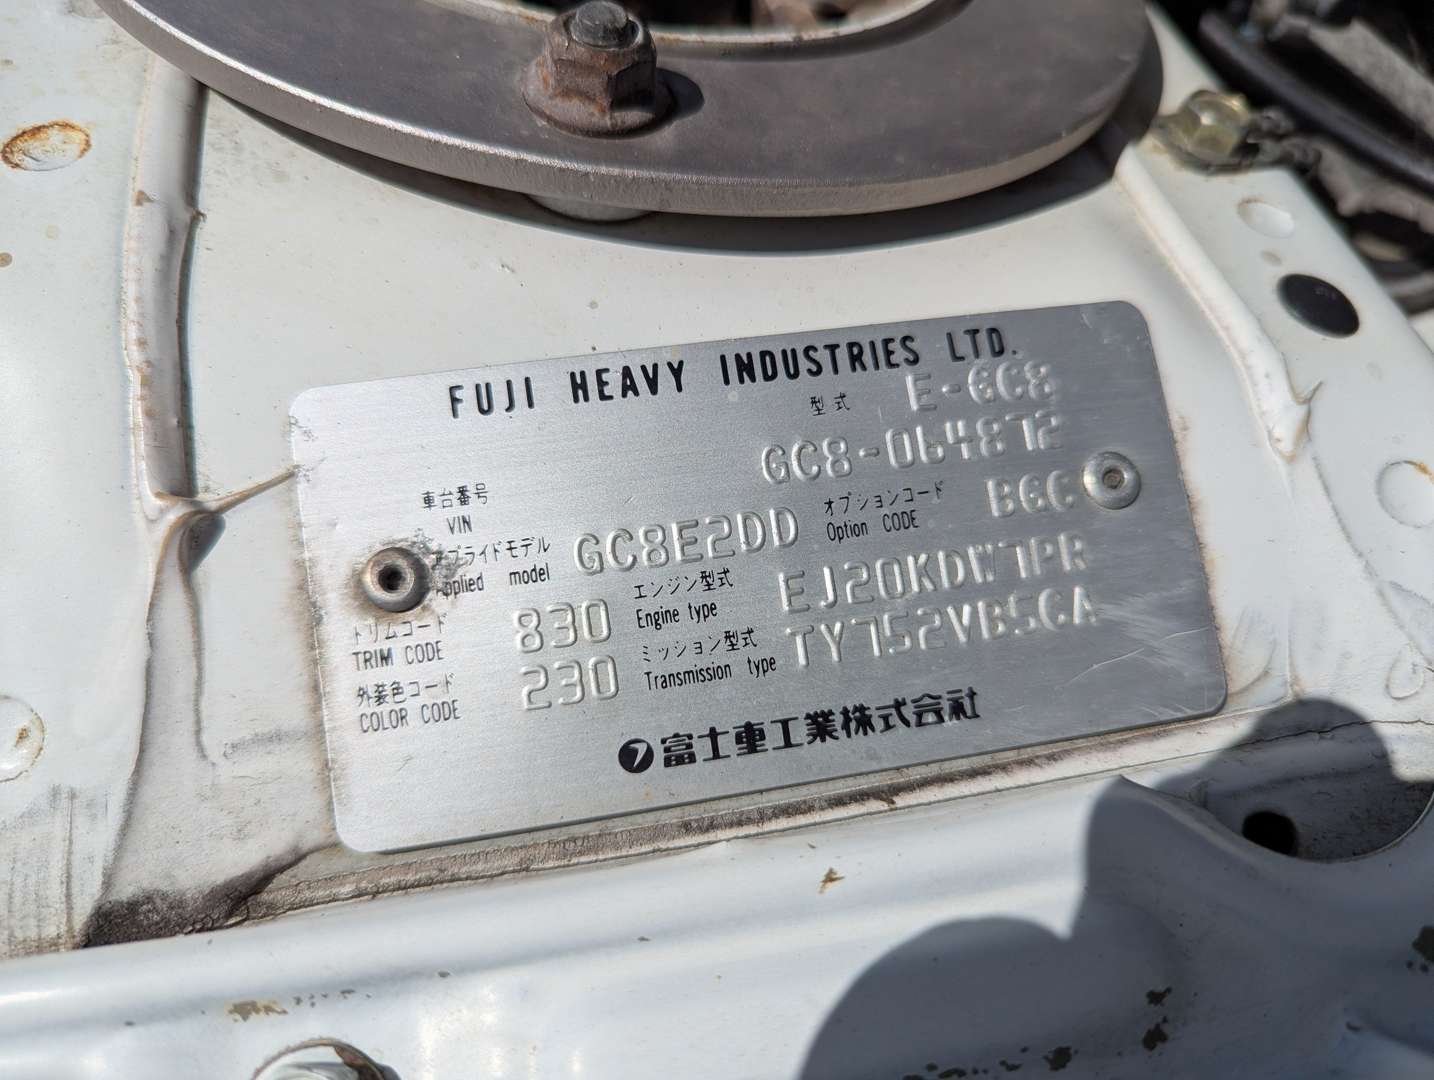 FUJI HEAVY INDUSTRIES LTD.
型式 E-GC8
車台番号 VIN GC8-064872
アプライドモデル Applied model GC8E2DD オプションコード Option CODE BGC
トリムコード TRIM CODE 830 エンジン型式 Engine type EJ20KDW7PR
外装色コード COLOR CODE 230 ミッション型式 Transmission type TY752VB5CA
富士重工業株式会社